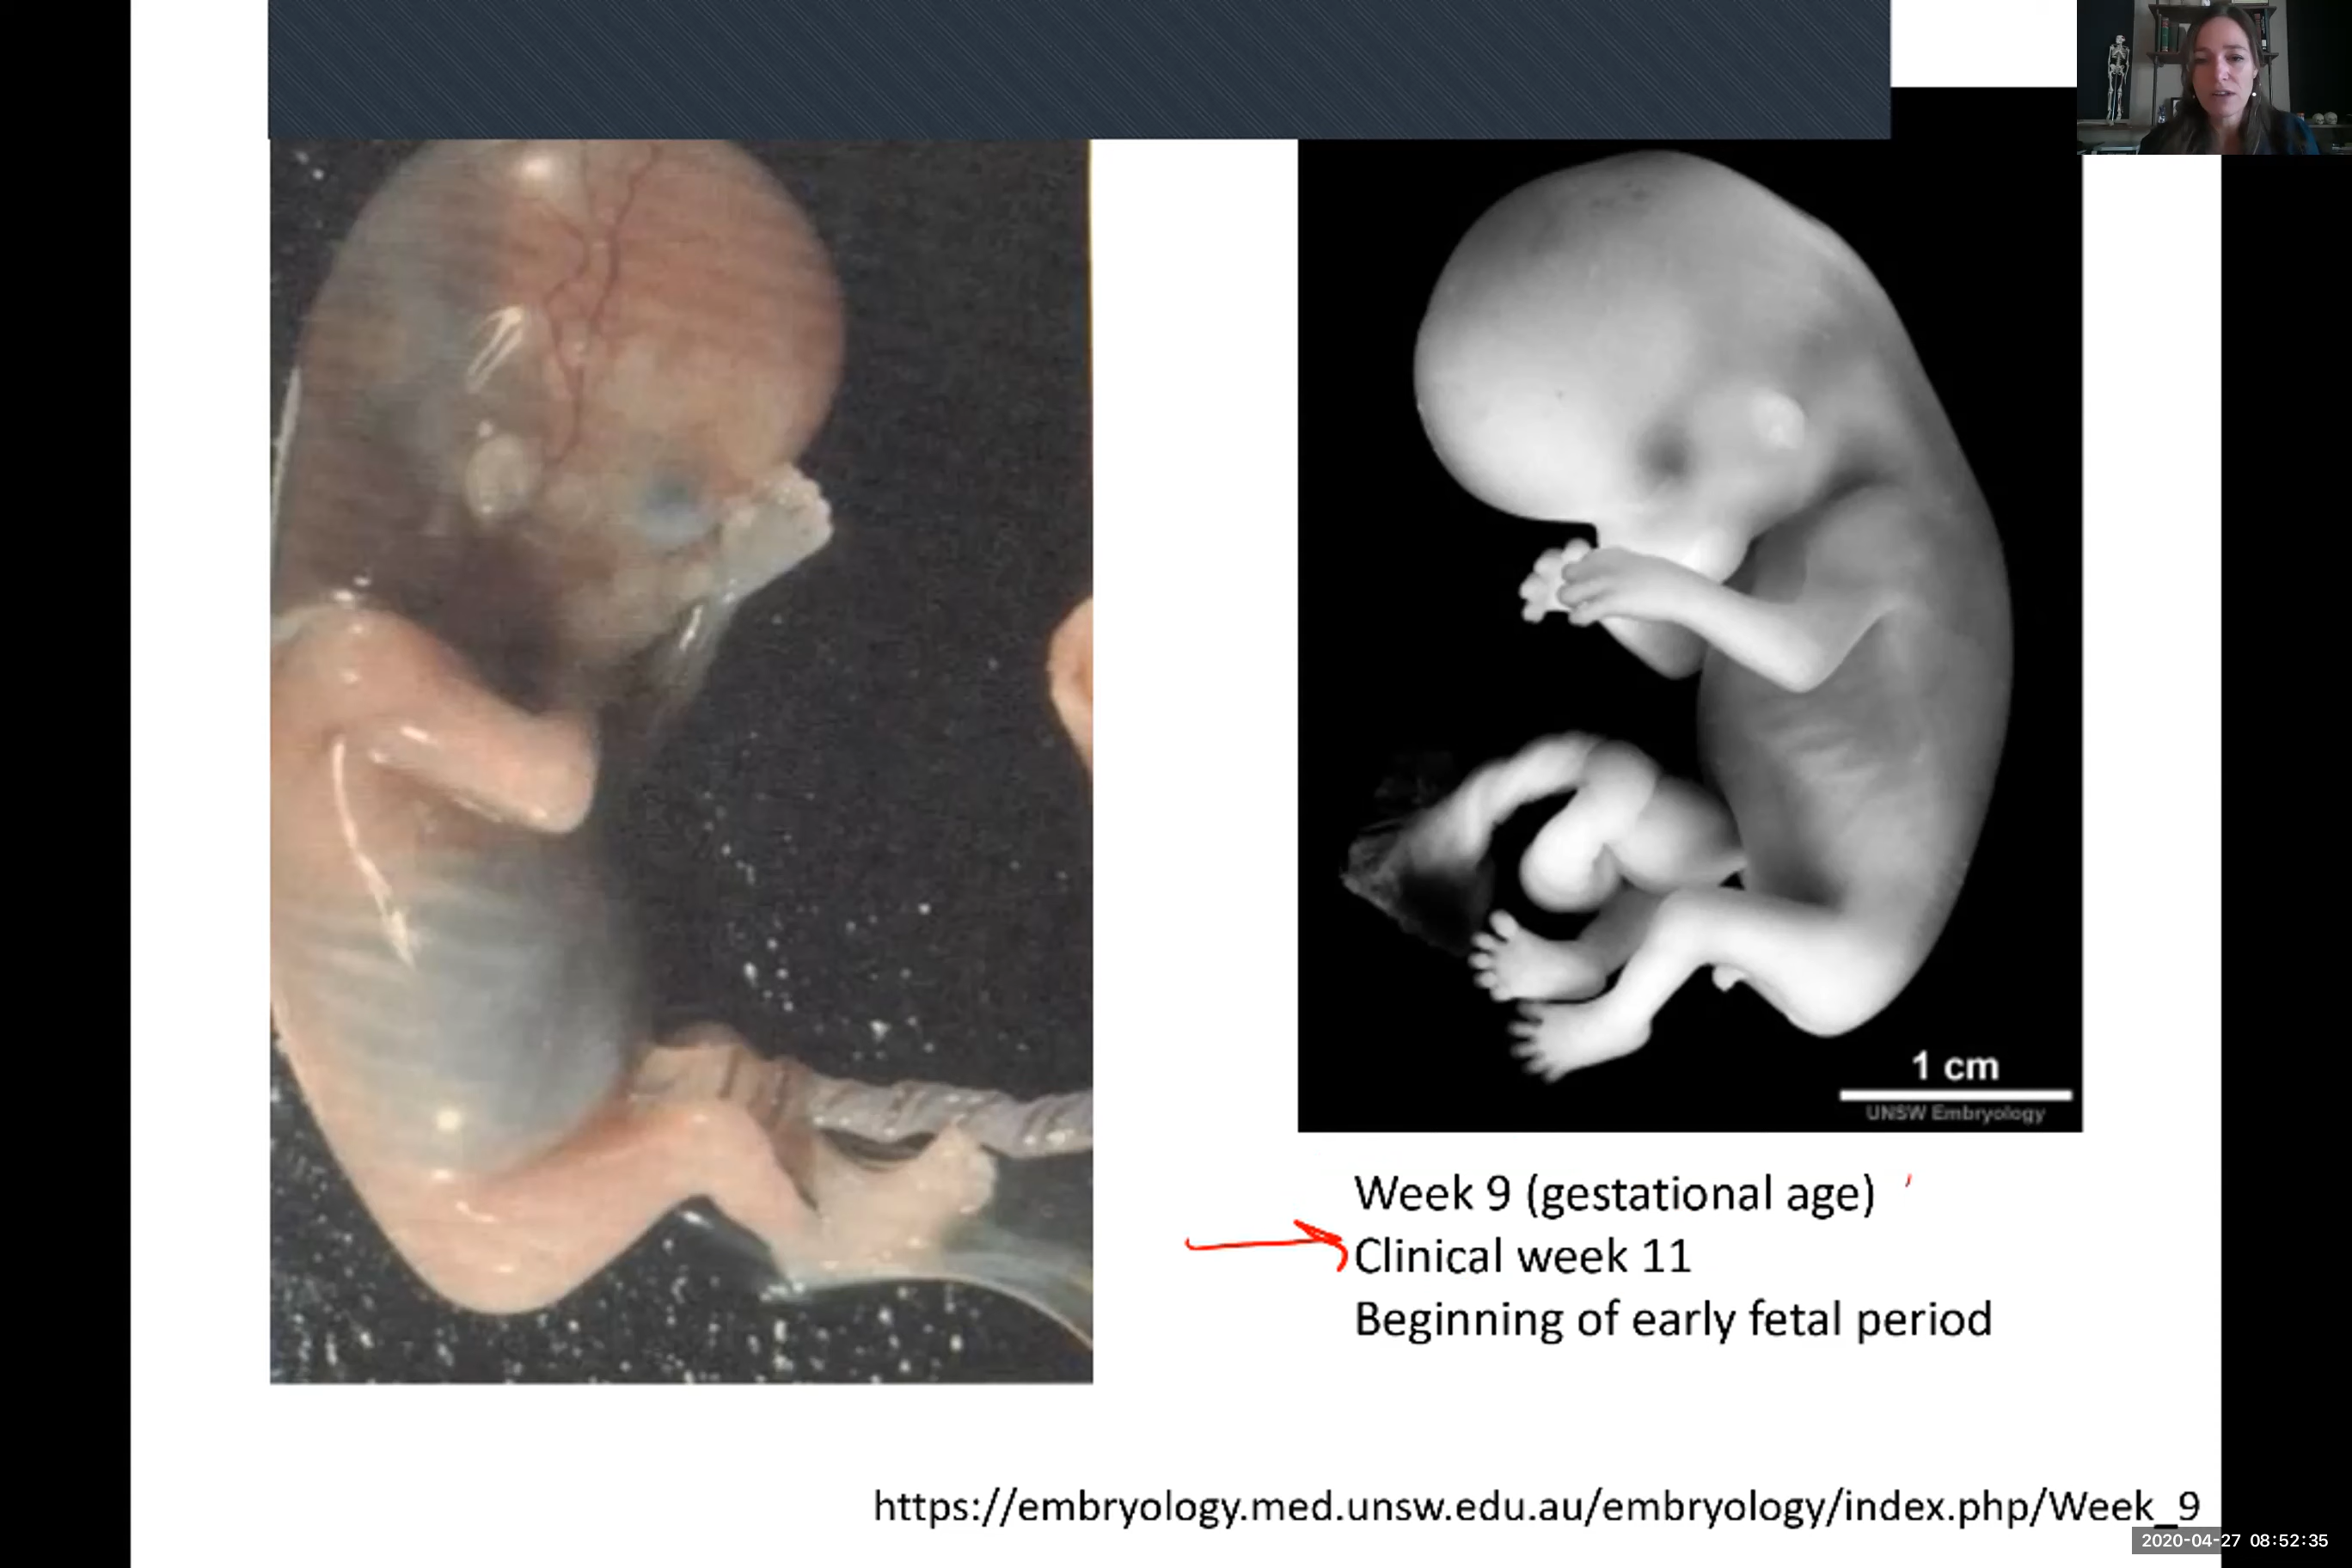 1 cm
UNSW Embryology
Week 9 (gestational age)
Clinical week 11
Beginning of early fetal period
https://embryology.med.unsw.edu.au/embryology/index.php/Week_9
2020-04-27 08:52:35